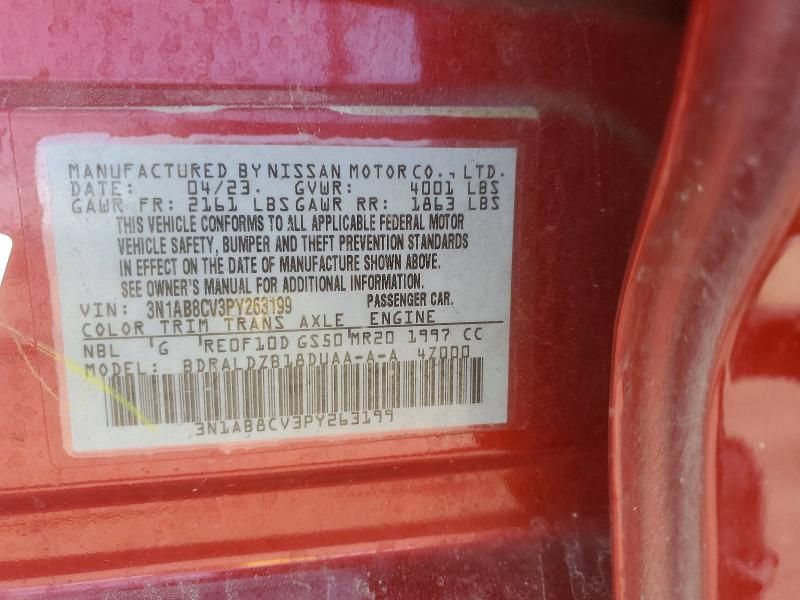 MANUFACTURED BY NISSAN MOTOR CO., LTD.
DATE: 04/23. GVWR: 4001 LBS
GAWR FR: 2161 LBS GAWR RR: 1863 LBS
THIS VEHICLE CONFORMS TO ALL APPLICABLE FEDERAL MOTOR
VEHICLE SAFETY, BUMPER AND THEFT PREVENTION STANDARDS
IN EFFECT ON THE DATE OF MANUFACTURE SHOWN ABOVE.
SEE OWNER'S MANUAL FOR ADDITIONAL INFORMATION.
VIN: 3N1AB8CV3PY263199 PASSENGER CAR.
COLOR TRIM TRANS AXLE ENGINE
NBL G RE0F10D GS50 MR20 1997 CC
MODEL: BDRALDZB18DUAA-A-A 4Z000
3N1AB8CV3PY263199